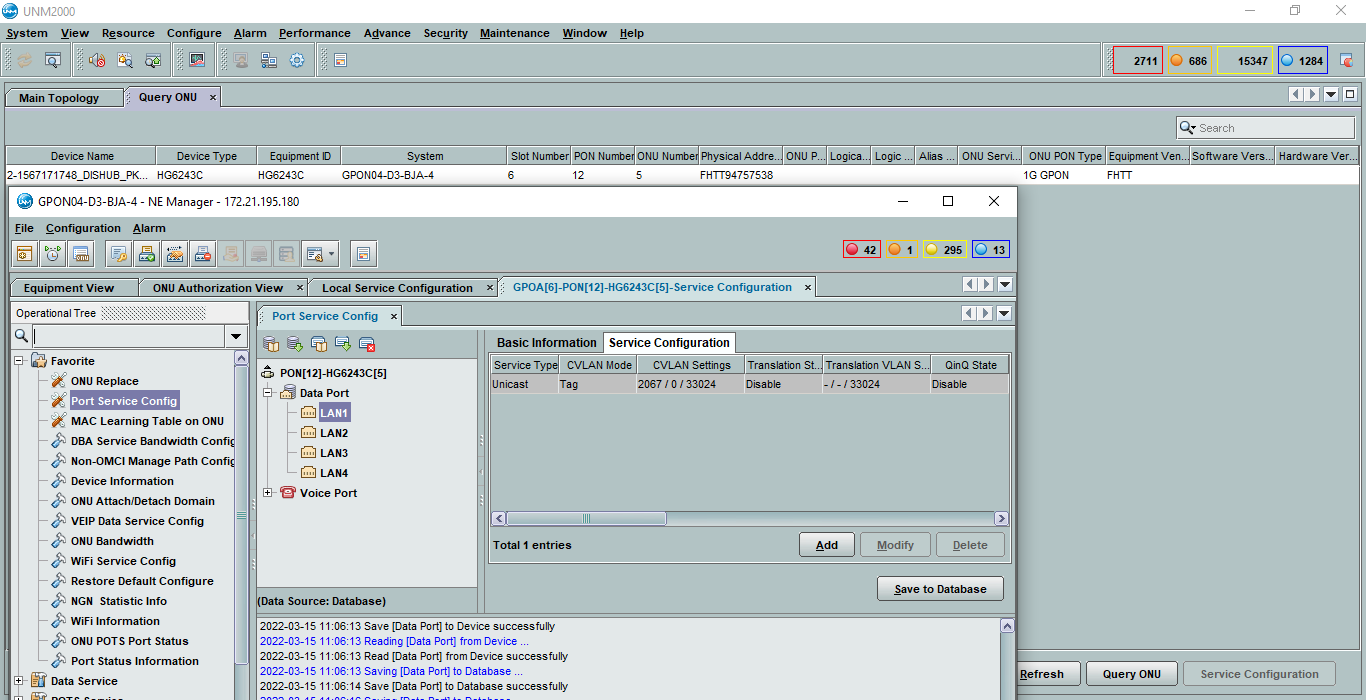 UNM2000
System View Resource Configure Alarm Performance Advance Security Maintenance Window Help
2711 686 15347 1284
Main Topology Query ONU
Search
Device Name Device Type Equipment ID System Slot Number PON Number ONU Number Physical Addre... ONU P... Logica... Logic ... Alias ... ONU Servi... ONU PON Type Equipment Ven... Software Vers... Hardware Ver...
2-1567171748_DISHUB_PK... HG6243C HG6243C GPON04-D3-BJA-4 6 12 5 FHTT94757538 1G GPON FHTT
GPON04-D3-BJA-4 - NE Manager - 172.21.195.180
File Configuration Alarm
42 1 295 13
Equipment View ONU Authorization View Local Service Configuration GPOA[6]-PON[12]-HG6243C[5]-Service Configuration
Operational Tree
Favorite
ONU Replace
Port Service Config
MAC Learning Table on ONU
DBA Service Bandwidth Config
Non-OMCI Manage Path Config
Device Information
ONU Attach/Detach Domain
VEIP Data Service Config
ONU Bandwidth
WiFi Service Config
Restore Default Configure
NGN Statistic Info
WiFi Information
ONU POTS Port Status
Port Status Information
Data Service
POTS Service
Port Service Config
PON[12]-HG6243C[5]
Data Port
LAN1
LAN2
LAN3
LAN4
Voice Port
(Data Source: Database)
Basic Information Service Configuration
Service Type CVLAN Mode CVLAN Settings Translation St... Translation VLAN S... QinQ State
Unicast Tag 2067 / 0 / 33024 Disable - / - / 33024 Disable
Total 1 entries
Add Modify Delete
Save to Database
2022-03-15 11:06:13 Save [Data Port] to Device successfully
2022-03-15 11:06:13 Reading [Data Port] from Device ...
2022-03-15 11:06:13 Read [Data Port] from Device successfully
2022-03-15 11:06:13 Saving [Data Port] to Database ...
2022-03-15 11:06:14 Save [Data Port] to Database successfully
Refresh Query ONU Service Configuration